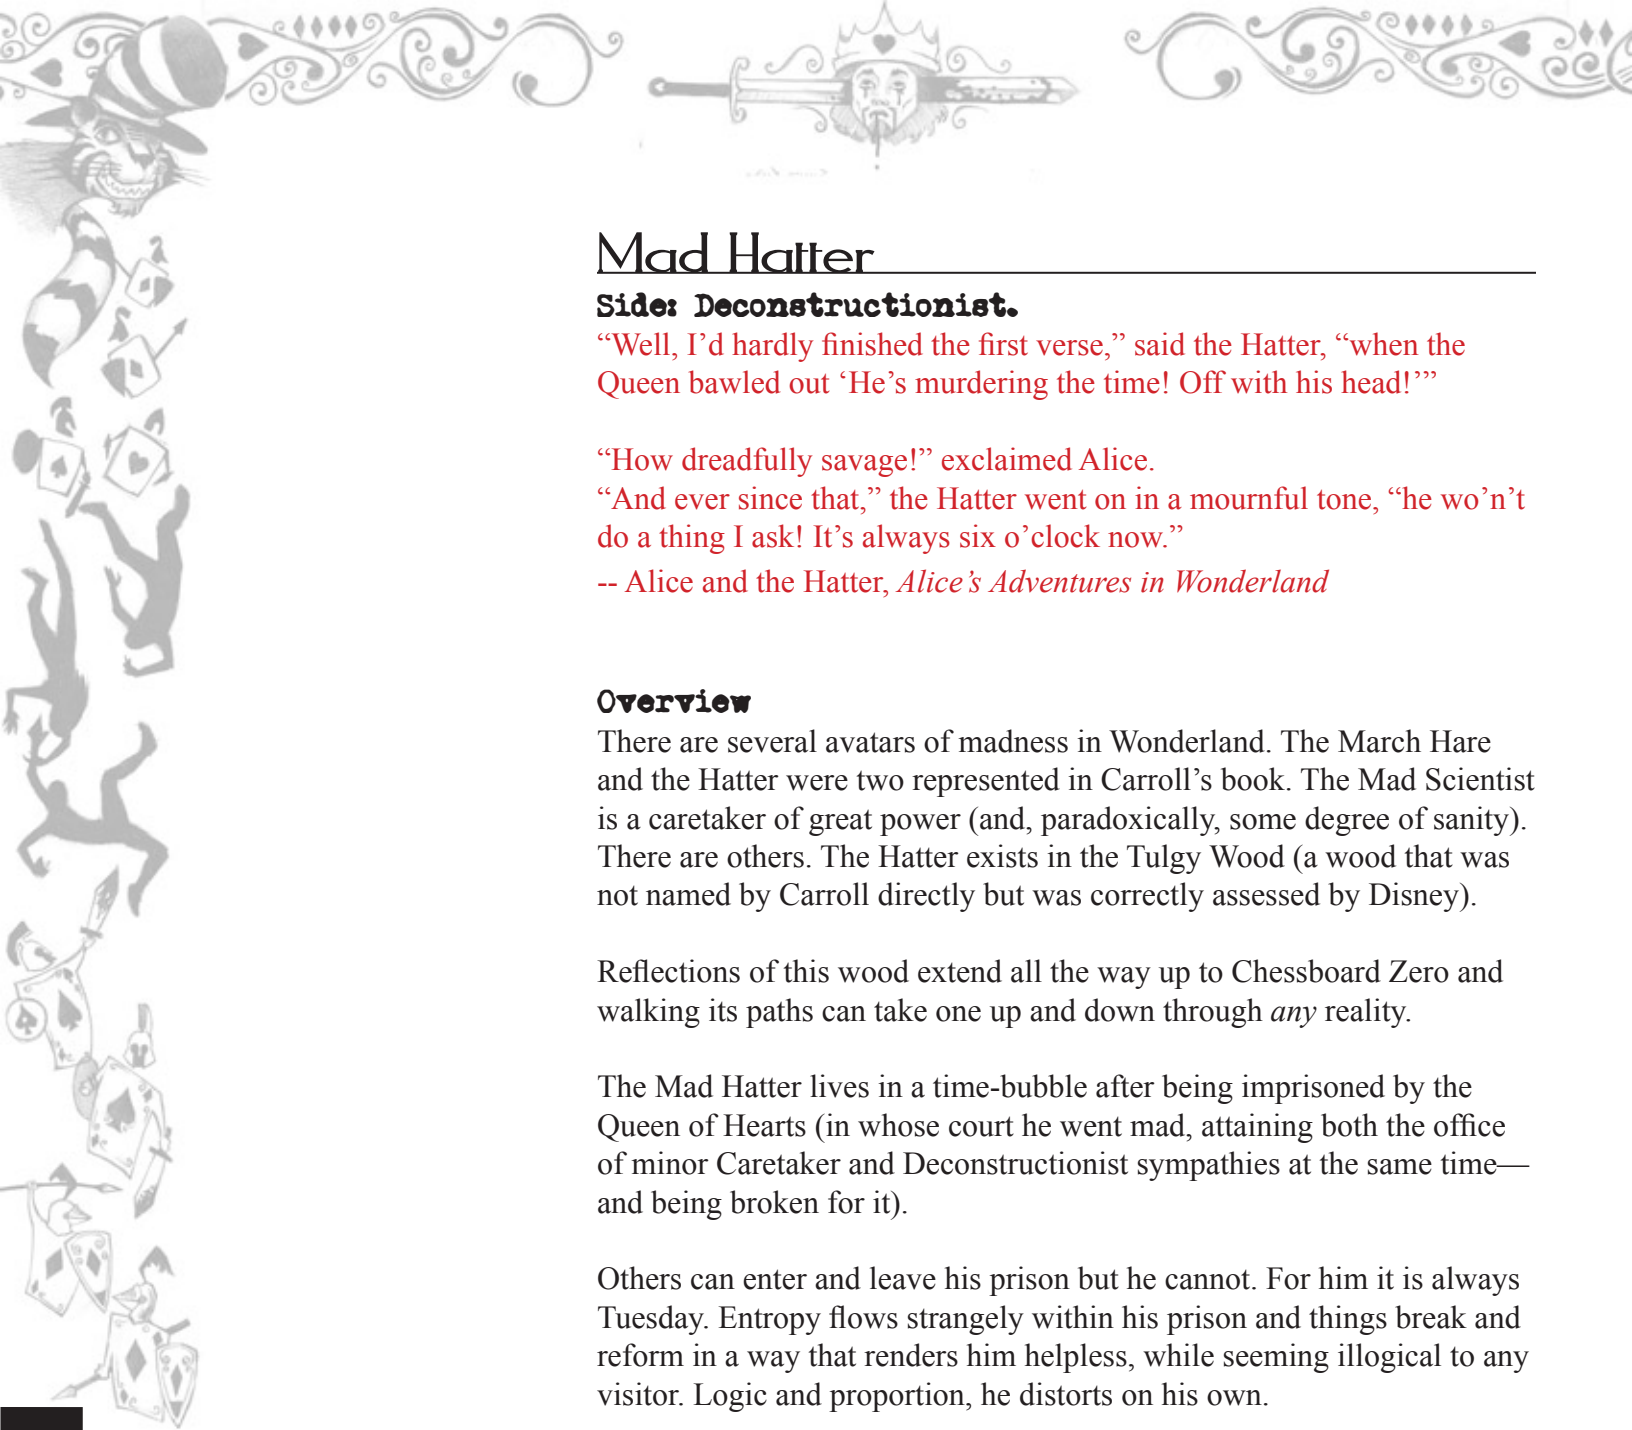 Mad Hatter
Side: Deconstructionist.
“Well, I’d hardly finished the first verse,” said the Hatter, “when the
Queen bawled out ‘He’s murdering the time! Off with his head!’”
“How dreadfully savage!” exclaimed Alice.
“And ever since that,” the Hatter went on in a mournful tone, “he wo’n’t
do a thing I ask! It’s always six o’clock now.”
-- Alice and the Hatter, Alice’s Adventures in Wonderland
Overview
There are several avatars of madness in Wonderland. The March Hare
and the Hatter were two represented in Carroll’s book. The Mad Scientist
is a caretaker of great power (and, paradoxically, some degree of sanity).
There are others. The Hatter exists in the Tulgy Wood (a wood that was
not named by Carroll directly but was correctly assessed by Disney).
Reflections of this wood extend all the way up to Chessboard Zero and
walking its paths can take one up and down through any reality.
The Mad Hatter lives in a time-bubble after being imprisoned by the
Queen of Hearts (in whose court he went mad, attaining both the office
of minor Caretaker and Deconstructionist sympathies at the same time—
and being broken for it).
Others can enter and leave his prison but he cannot. For him it is always
Tuesday. Entropy flows strangely within his prison and things break and
reform in a way that renders him helpless, while seeming illogical to any
visitor. Logic and proportion, he distorts on his own.